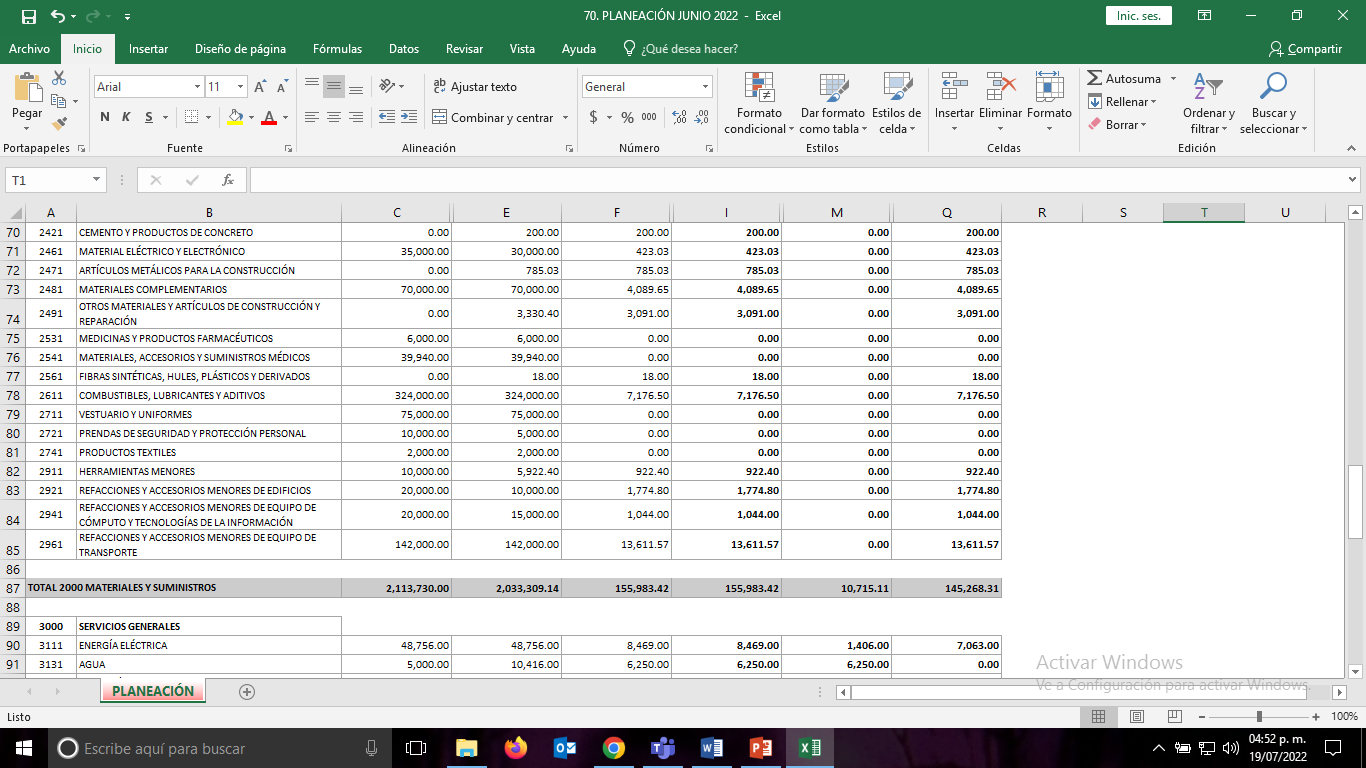 70. PLANEACIÓN JUNIO 2022 - Excel
Inic. ses.
Archivo Inicio Insertar Diseño de página Fórmulas Datos Revisar Vista Ayuda ¿Qué desea hacer? Compartir
Pegar
Arial 11
N K S
Ajustar texto
Combinar y centrar
General
$ % 000
Formato condicional
Dar formato como tabla
Estilos de celda
Insertar Eliminar Formato
Autosuma
Rellenar
Borrar
Ordenar y filtrar
Buscar y seleccionar
Portapapeles Fuente Alineación Número Estilos Celdas Edición
T1 fx
A B C E F I M Q R S T U
70 2421 CEMENTO Y PRODUCTOS DE CONCRETO 0.00 200.00 200.00 200.00 0.00 200.00
71 2461 MATERIAL ELÉCTRICO Y ELECTRÓNICO 35,000.00 30,000.00 423.03 423.03 0.00 423.03
72 2471 ARTÍCULOS METÁLICOS PARA LA CONSTRUCCIÓN 0.00 785.03 785.03 785.03 0.00 785.03
73 2481 MATERIALES COMPLEMENTARIOS 70,000.00 70,000.00 4,089.65 4,089.65 0.00 4,089.65
74 2491 OTROS MATERIALES Y ARTÍCULOS DE CONSTRUCCIÓN Y
REPARACIÓN 0.00 3,330.40 3,091.00 3,091.00 0.00 3,091.00
75 2531 MEDICINAS Y PRODUCTOS FARMACÉUTICOS 6,000.00 6,000.00 0.00 0.00 0.00 0.00
76 2541 MATERIALES, ACCESORIOS Y SUMINISTROS MÉDICOS 39,940.00 39,940.00 0.00 0.00 0.00 0.00
77 2561 FIBRAS SINTÉTICAS, HULES, PLÁSTICOS Y DERIVADOS 0.00 18.00 18.00 18.00 0.00 18.00
78 2611 COMBUSTIBLES, LUBRICANTES Y ADITIVOS 324,000.00 324,000.00 7,176.50 7,176.50 0.00 7,176.50
79 2711 VESTUARIO Y UNIFORMES 75,000.00 75,000.00 0.00 0.00 0.00 0.00
80 2721 PRENDAS DE SEGURIDAD Y PROTECCIÓN PERSONAL 10,000.00 5,000.00 0.00 0.00 0.00 0.00
81 2741 PRODUCTOS TEXTILES 2,000.00 2,000.00 0.00 0.00 0.00 0.00
82 2911 HERRAMIENTAS MENORES 10,000.00 5,922.40 922.40 922.40 0.00 922.40
83 2921 REFACCIONES Y ACCESORIOS MENORES DE EDIFICIOS 20,000.00 10,000.00 1,774.80 1,774.80 0.00 1,774.80
84 2941 REFACCIONES Y ACCESORIOS MENORES DE EQUIPO DE
CÓMPUTO Y TECNOLOGÍAS DE LA INFORMACIÓN 20,000.00 15,000.00 1,044.00 1,044.00 0.00 1,044.00
85 2961 REFACCIONES Y ACCESORIOS MENORES DE EQUIPO DE
TRANSPORTE 142,000.00 142,000.00 13,611.57 13,611.57 0.00 13,611.57
86
87 TOTAL 2000 MATERIALES Y SUMINISTROS 2,113,730.00 2,033,309.14 155,983.42 155,983.42 10,715.11 145,268.31
88
89 3000 SERVICIOS GENERALES
90 3111 ENERGÍA ELÉCTRICA 48,756.00 48,756.00 8,469.00 8,469.00 1,406.00 7,063.00
91 3131 AGUA 5,000.00 10,416.00 6,250.00 6,250.00 6,250.00 0.00
Activar Windows
Ve a Configuración para activar Windows.
PLANEACIÓN
Listo
100%
Escribe aquí para buscar
04:52 p. m.
19/07/2022